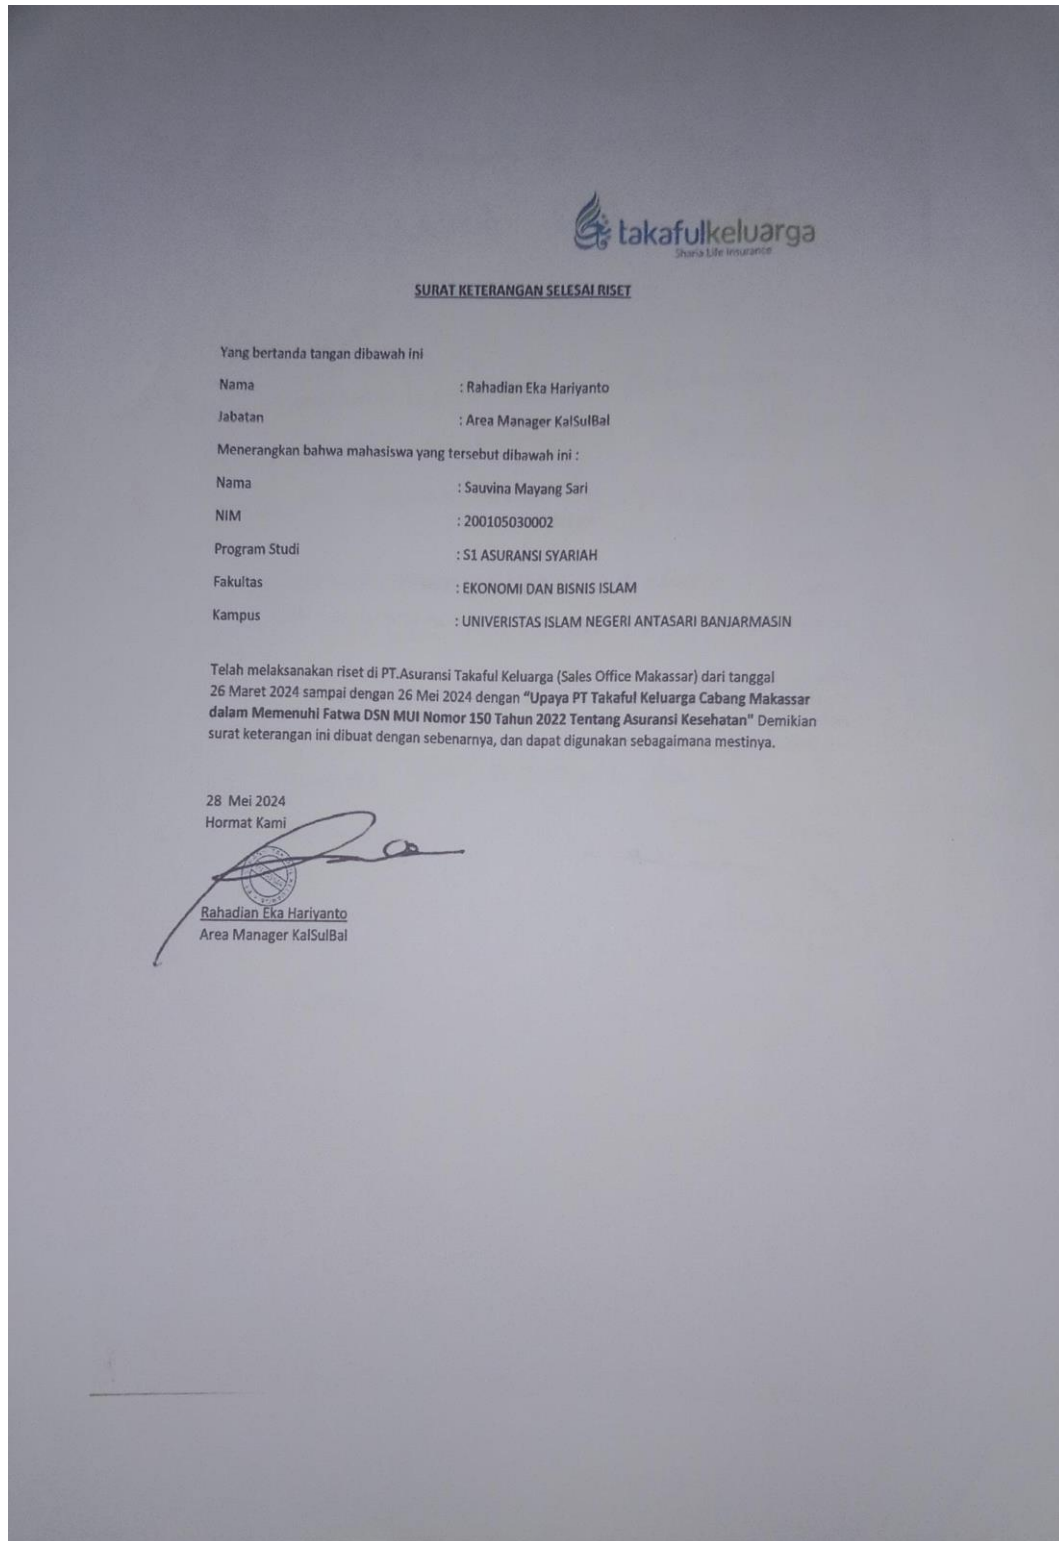 takafulkeluarga
Sharia Life Insurance
SURAT KETERANGAN SELESAI RISET
Yang bertanda tangan dibawah ini
Nama : Rahadian Eka Hariyanto
Jabatan : Area Manager KalSulBal
Menerangkan bahwa mahasiswa yang tersebut dibawah ini :
Nama : Sauvina Mayang Sari
NIM : 200105030002
Program Studi : S1 ASURANSI SYARIAH
Fakultas : EKONOMI DAN BISNIS ISLAM
Kampus : UNIVERISTAS ISLAM NEGERI ANTASARI BANJARMASIN
Telah melaksanakan riset di PT.Asuransi Takaful Keluarga (Sales Office Makassar) dari tanggal
26 Maret 2024 sampai dengan 26 Mei 2024 dengan “Upaya PT Takaful Keluarga Cabang Makassar
dalam Memenuhi Fatwa DSN MUI Nomor 150 Tahun 2022 Tentang Asuransi Kesehatan” Demikian
surat keterangan ini dibuat dengan sebenarnya, dan dapat digunakan sebagaimana mestinya.
28 Mei 2024
Hormat Kami
Rahadian Eka Hariyanto
Area Manager KalSulBal